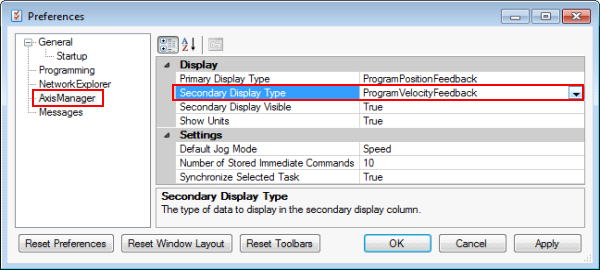 Preferences
General
Startup
Programming
NetworkExplorer
AxisManager
Messages
Display
Primary Display Type ProgramPositionFeedback
Secondary Display Type ProgramVelocityFeedback
Secondary Display Visible True
Show Units True
Settings
Default Jog Mode Speed
Number of Stored Immediate Commands 10
Synchronize Selected Task True
Secondary Display Type
The type of data to display in the secondary display column.
Reset Preferences Reset Window Layout Reset Toolbars OK Cancel Apply